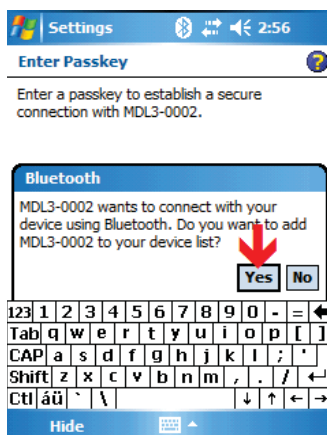 Settings 2:56
Enter Passkey ?
Enter a passkey to establish a secure
connection with MDL3-0002.
Bluetooth
MDL3-0002 wants to connect with your
device using Bluetooth. Do you want to add
MDL3-0002 to your device list?
Yes No
123 1 2 3 4 5 6 7 8 9 0 - =
Tab q w e r t y u i o p [ ]
CAP a s d f g h j k l ; '
Shift z x c v b n m , . /
Ctl áü ` \ ↓ ↑ ← →
Hide